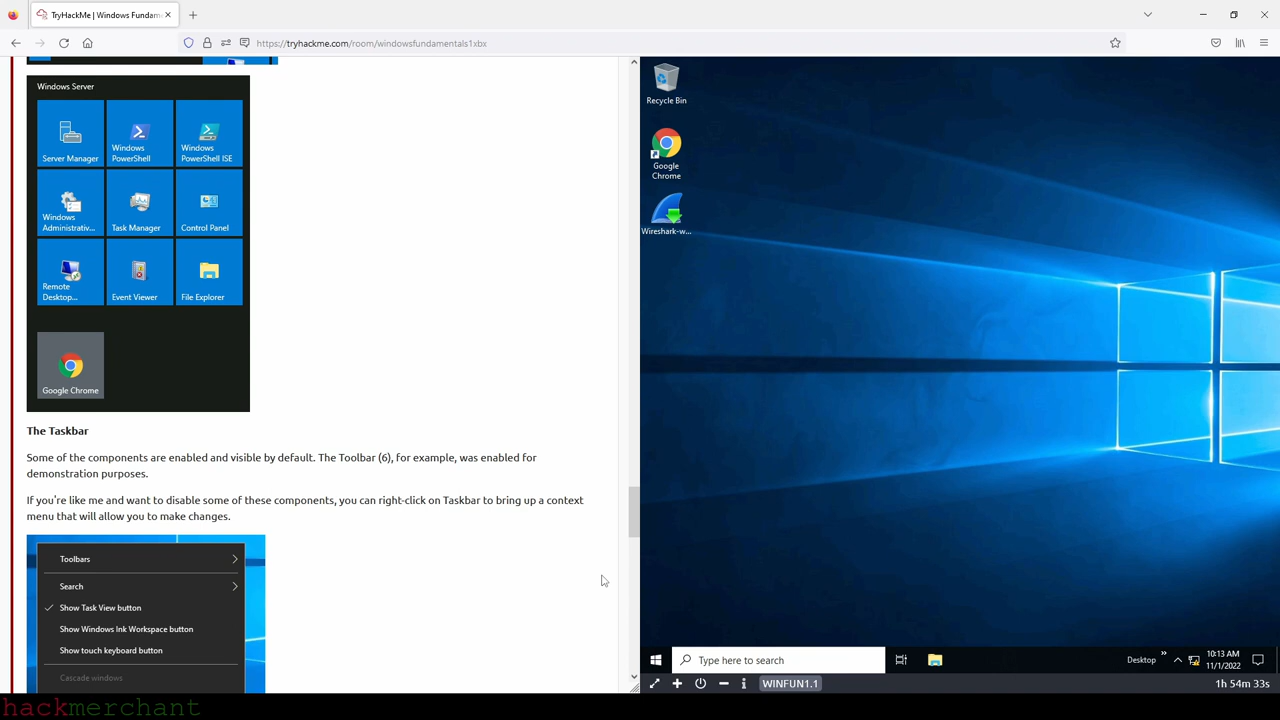 TryHackMe | Windows Fundam
https://tryhackme.com/room/windowsfundamentals1xbx
Windows Server
Server Manager
Windows
PowerShell
Windows
PowerShell ISE
Windows
Administrativ...
Task Manager
Control Panel
Remote
Desktop...
Event Viewer
File Explorer
Google Chrome
The Taskbar
Some of the components are enabled and visible by default. The Toolbar (6), for example, was enabled for
demonstration purposes.
If you're like me and want to disable some of these components, you can right-click on Taskbar to bring up a context
menu that will allow you to make changes.
Toolbars
Search
Show Task View button
Show Windows Ink Workspace button
Show touch keyboard button
Cascade windows
Recycle Bin
Google
Chrome
Wireshark-w...
Type here to search
Desktop
10:13 AM
11/1/2022
WINFUN1.1
1h 54m 33s
hackmerchant